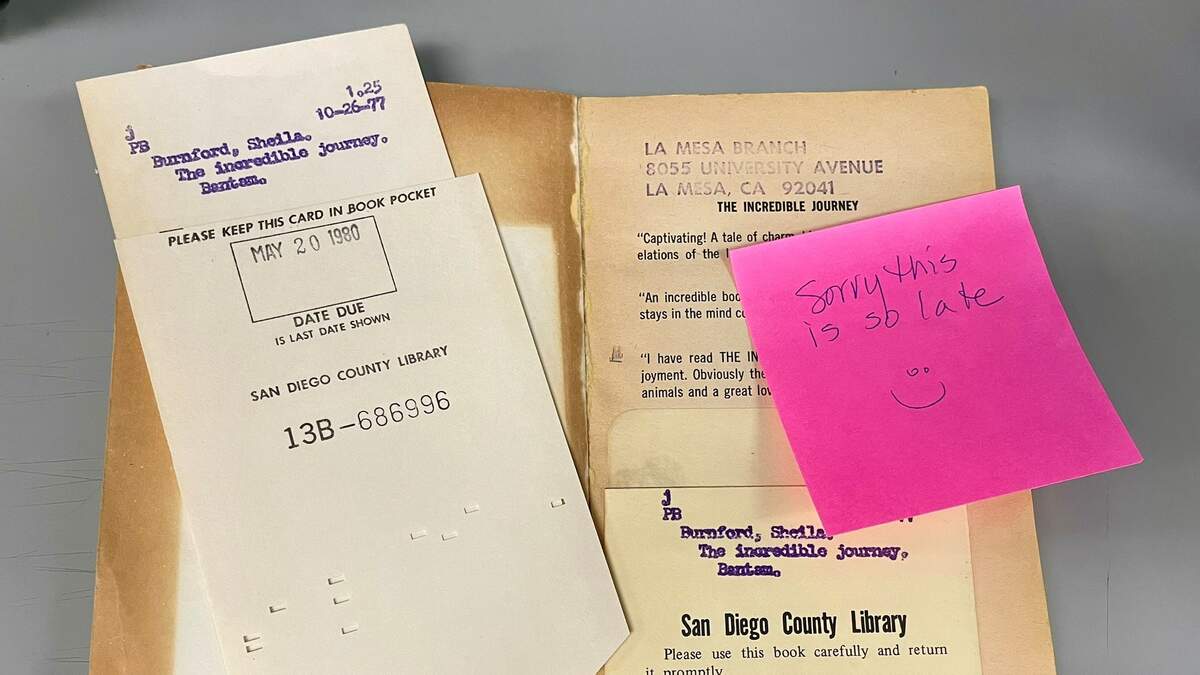 1.25
10-26-77
j
PB
Burnford, Sheila.
The incredible journey.
Bantam.
PLEASE KEEP THIS CARD IN BOOK POCKET
MAY 20 1980
DATE DUE
IS LAST DATE SHOWN
SAN DIEGO COUNTY LIBRARY
13B-686996
LA MESA BRANCH
8055 UNIVERSITY AVENUE
LA MESA, CA 92041
THE INCREDIBLE JOURNEY
"Captivating! A tale of charm
elations of the
"An incredible
stays in the mind
"I have read THE
joyment. Obviously the
animals and a great
Sorry this
is so late
j
PB
Burnford, Sheila.
The incredible journey.
Bantam.
San Diego County Library
Please use this book carefully and return
it promptly.